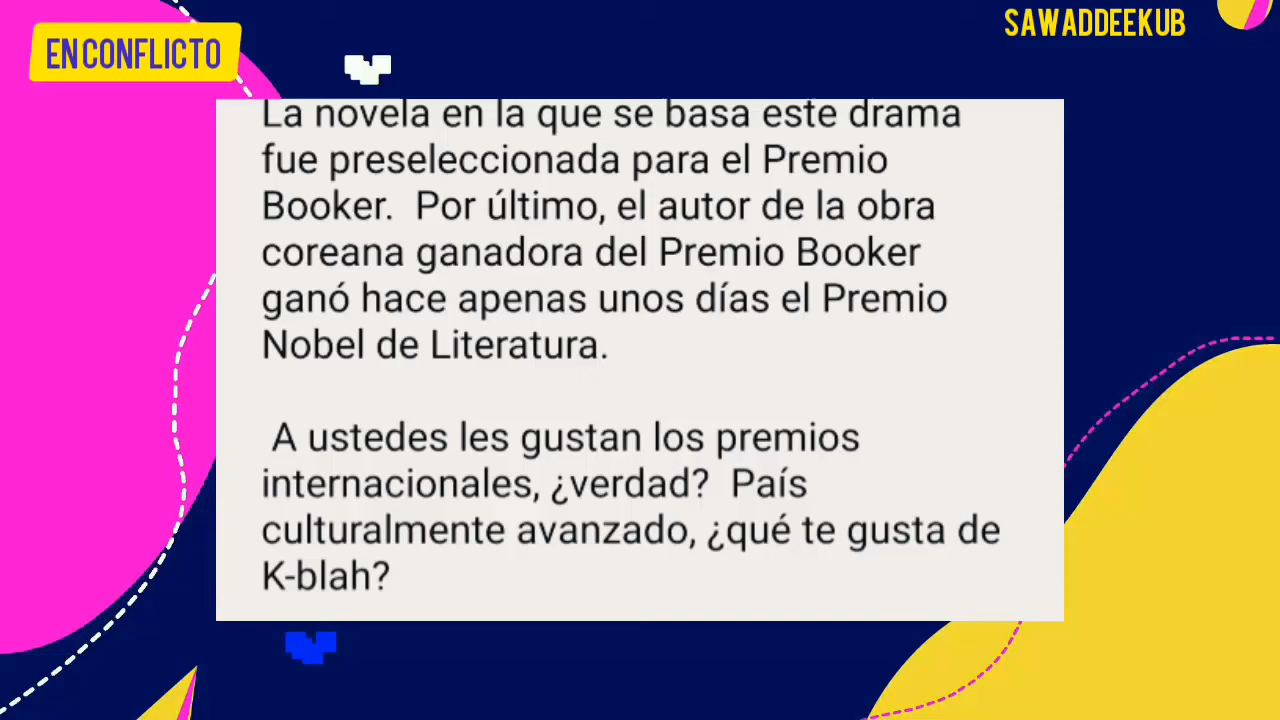 EN CONFLICTO
SAWADDEEKUB
La novela en la que se basa este drama
fue preseleccionada para el Premio
Booker.  Por último, el autor de la obra
coreana ganadora del Premio Booker
ganó hace apenas unos días el Premio
Nobel de Literatura.
A ustedes les gustan los premios
internacionales, ¿verdad?  País
culturalmente avanzado, ¿qué te gusta de
K-blah?